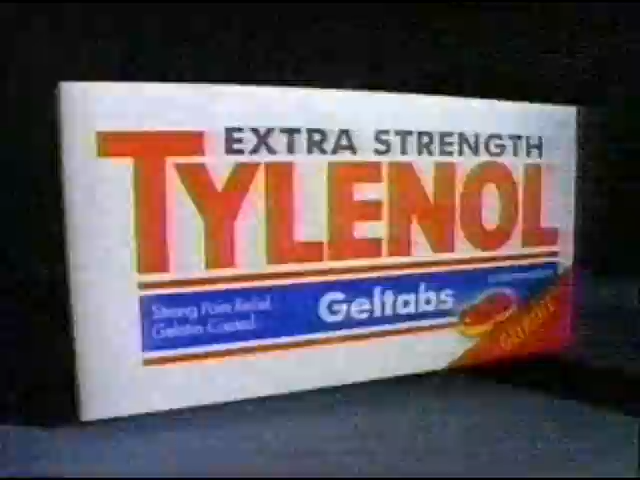 EXTRA STRENGTH
TYLENOL
Strong Pain Relief
Gelatin Coated
Geltabs